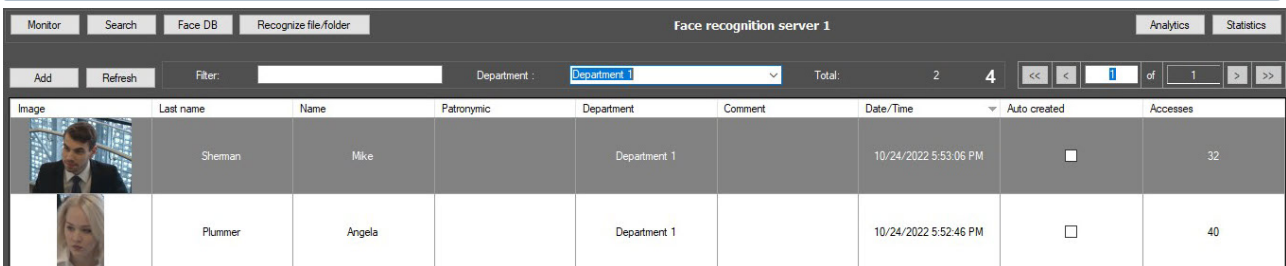 Monitor Search Face DB Recognize file/folder Face recognition server 1 Analytics Statistics
Add Refresh Filter: Department : Department 1 Total: 2 4 << < 1 of 1 > >>
Image Last name Name Patronymic Department Comment Date/Time Auto created Accesses
Sherman Mike Department 1 10/24/2022 5:53:06 PM 32
Plummer Angela Department 1 10/24/2022 5:52:46 PM 40